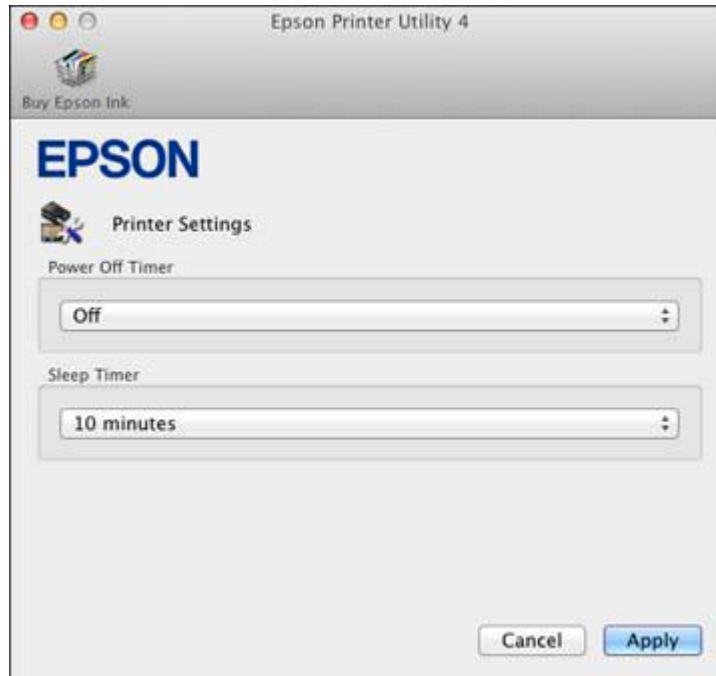 Epson Printer Utility 4
Buy Epson Ink
EPSON
Printer Settings
Power Off Timer
Off
Sleep Timer
10 minutes
Cancel Apply